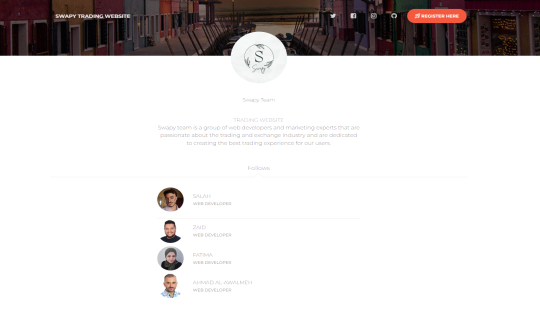 SWAPY TRADING WEBSITE
REGISTER HERE
S
Swapy
Swapy Team
TRADING WEBSITE
Swapy team is a group of web developers and marketing experts that are
passionate about the trading and exchange industry and are dedicated
to creating the best trading experience for our users.
Follows
SALAH
WEB DEVELOPER
ZAID
WEB DEVELOPER
FATIMA
WEB DEVELOPER
AHMAD AL AWALMEH
WEB DEVELOPER